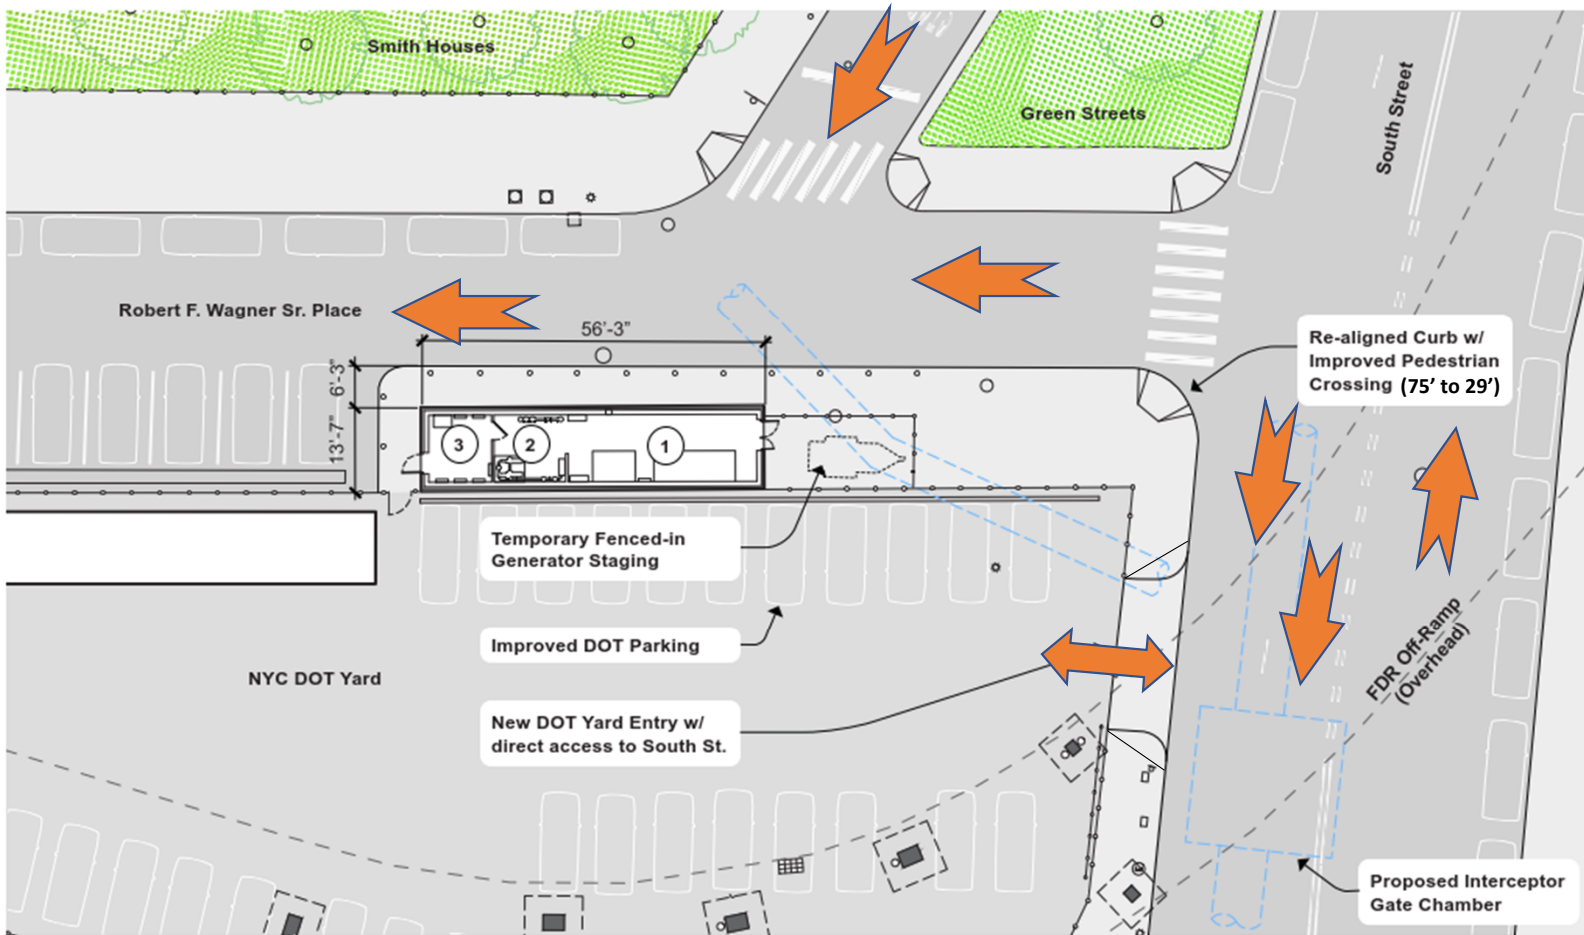 Smith Houses
Green Streets
South Street
Robert F. Wagner Sr. Place
56'-3"
6'-3"
13'-7"
3
2
1
Re-aligned Curb w/
Improved Pedestrian
Crossing (75' to 29')
Temporary Fenced-in
Generator Staging
Improved DOT Parking
NYC DOT Yard
New DOT Yard Entry w/
direct access to South St.
FDR Off-Ramp
(Overhead)
Proposed Interceptor
Gate Chamber